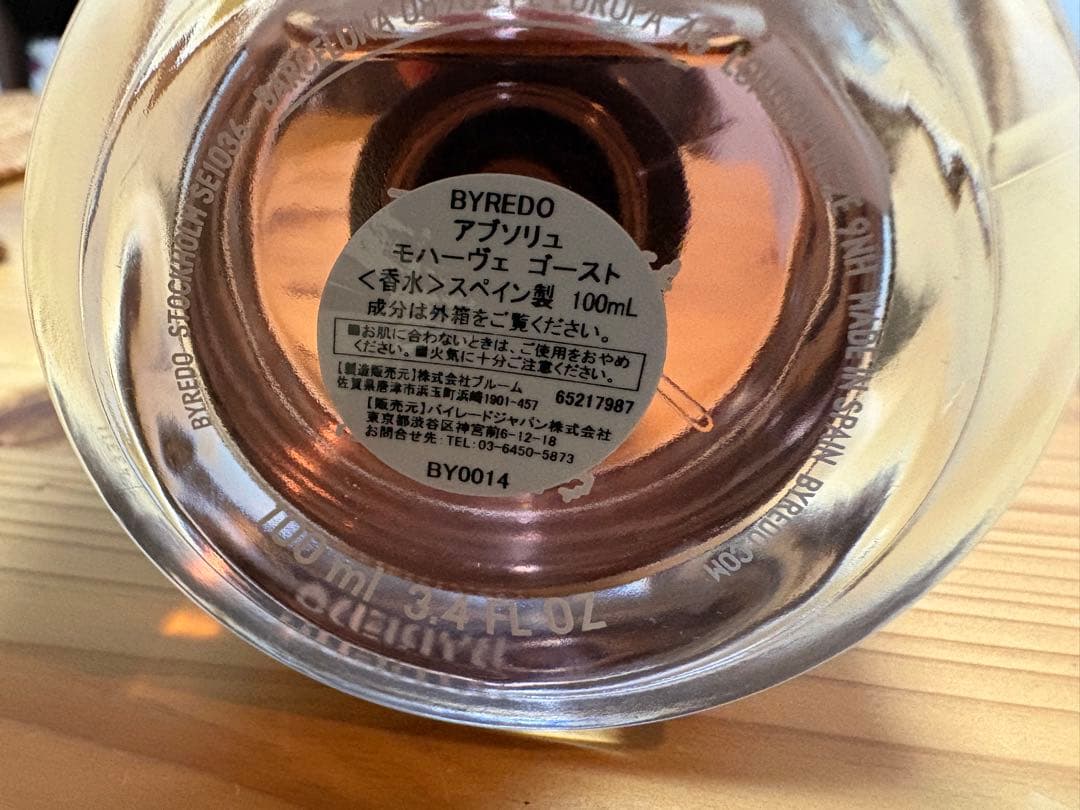 BYREDO
アブソリュ
モハーヴェ ゴースト
<香水>スペイン製 100mL
成分は外箱をご覧ください。
■お肌に合わないときは、ご使用をおやめ
ください。■火気に十分ご注意ください。
【製造販売元】株式会社ブルーム
佐賀県唐津市浜玉町浜崎1901-457 65217987
【販売元】バイレードジャパン株式会社
東京都渋谷区神宮前6-12-18
お問合せ先:TEL:03-6450-5873
BY0014
BYREDO STOCKHOLM SE1036
BARCELONA
EUROPA
MADE IN SPAIN BYREDO.COM
100 ml 3.4 FL OZ